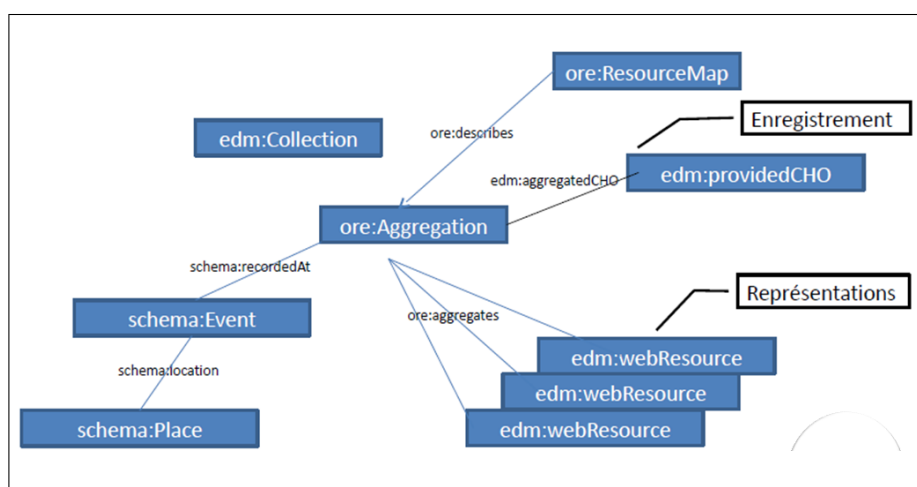 ore:ResourceMap
Enregistrement
edm:Collection
ore:describes
edm:providedCHO
edm:aggregatedCHO
ore:Aggregation
schema:recordedAt
Représentations
schema:Event
ore:aggregates
edm:webResource
schema:location
edm:webResource
schema:Place
edm:webResource